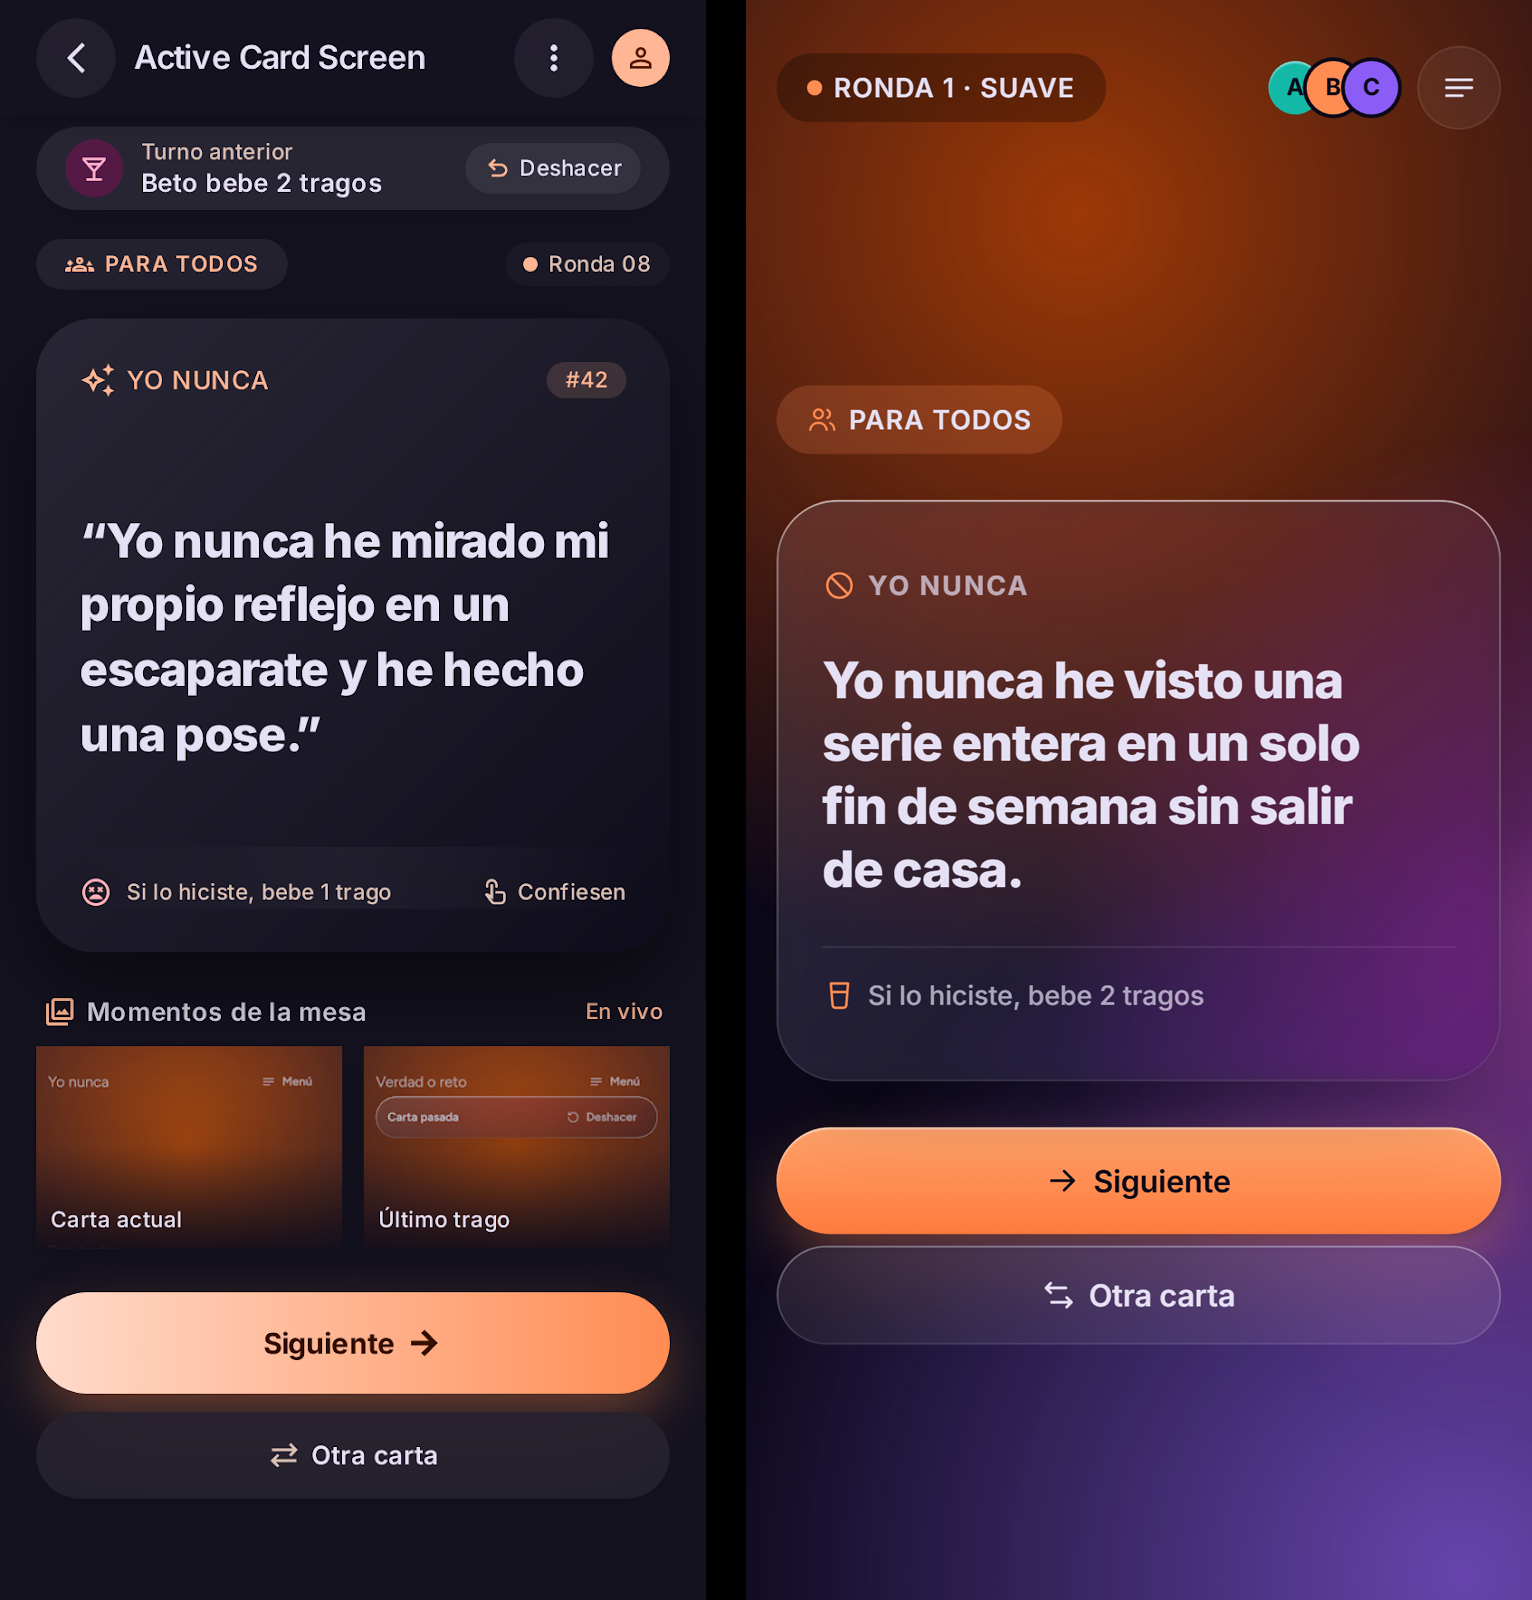 Active Card Screen
Turno anterior
Beto bebe 2 tragos
Deshacer
PARA TODOS
Ronda 08
YO NUNCA
#42
“Yo nunca he mirado mi
propio reflejo en un
escaparate y he hecho
una pose.”
Si lo hiciste, bebe 1 trago
Confiesen
Momentos de la mesa
En vivo
Yo nunca
Menú
Carta actual
Verdad o reto
Menú
Carta pasada
Deshacer
Último trago
Siguiente
Otra carta
RONDA 1 · SUAVE
A B C
PARA TODOS
YO NUNCA
Yo nunca he visto una
serie entera en un solo
fin de semana sin salir
de casa.
Si lo hiciste, bebe 2 tragos
Siguiente
Otra carta